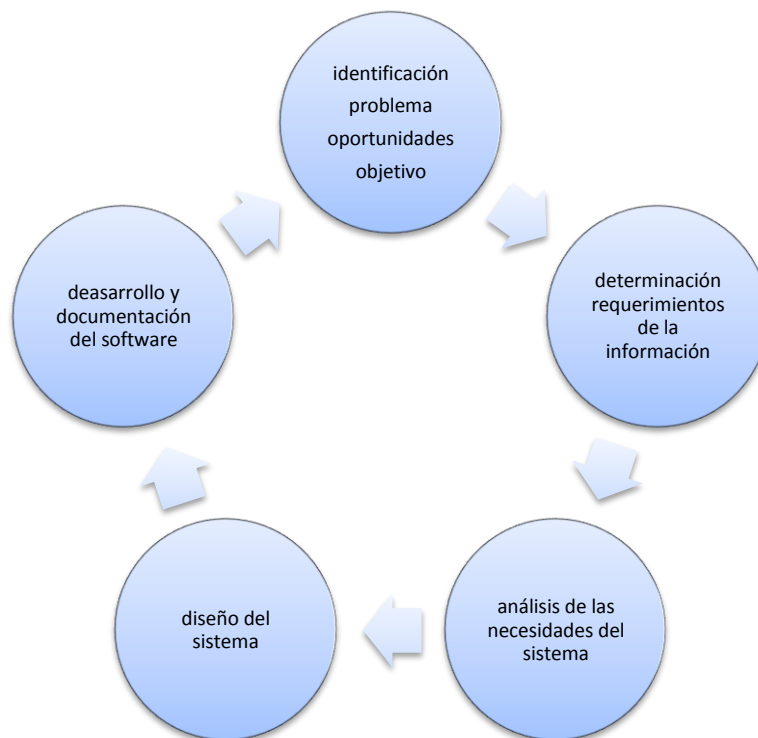 identificación
problema
oportunidades
objetivo
determinación
requerimientos
de la
información
análisis de las
necesidades del
sistema
diseño del
sistema
deasarrollo y
documentación
del software